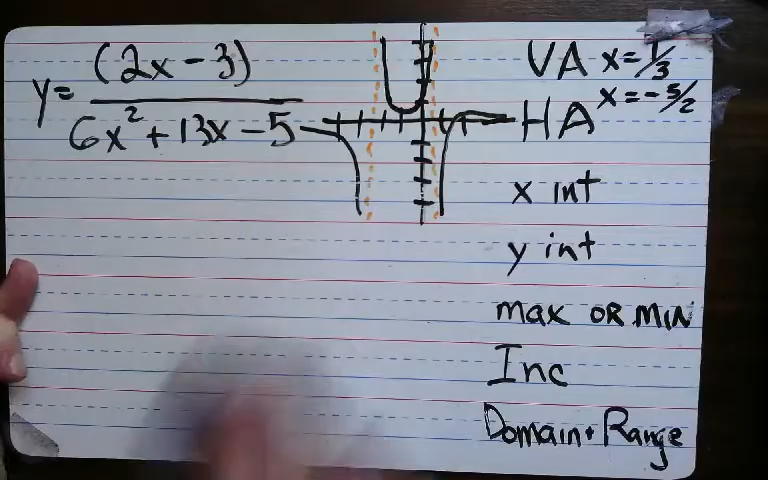 y = (2x - 3) / 6x² + 13x - 5
VA x = 1/3
x = -5/2
HA
x int
y int
max OR MIN
Inc
Domain + Range